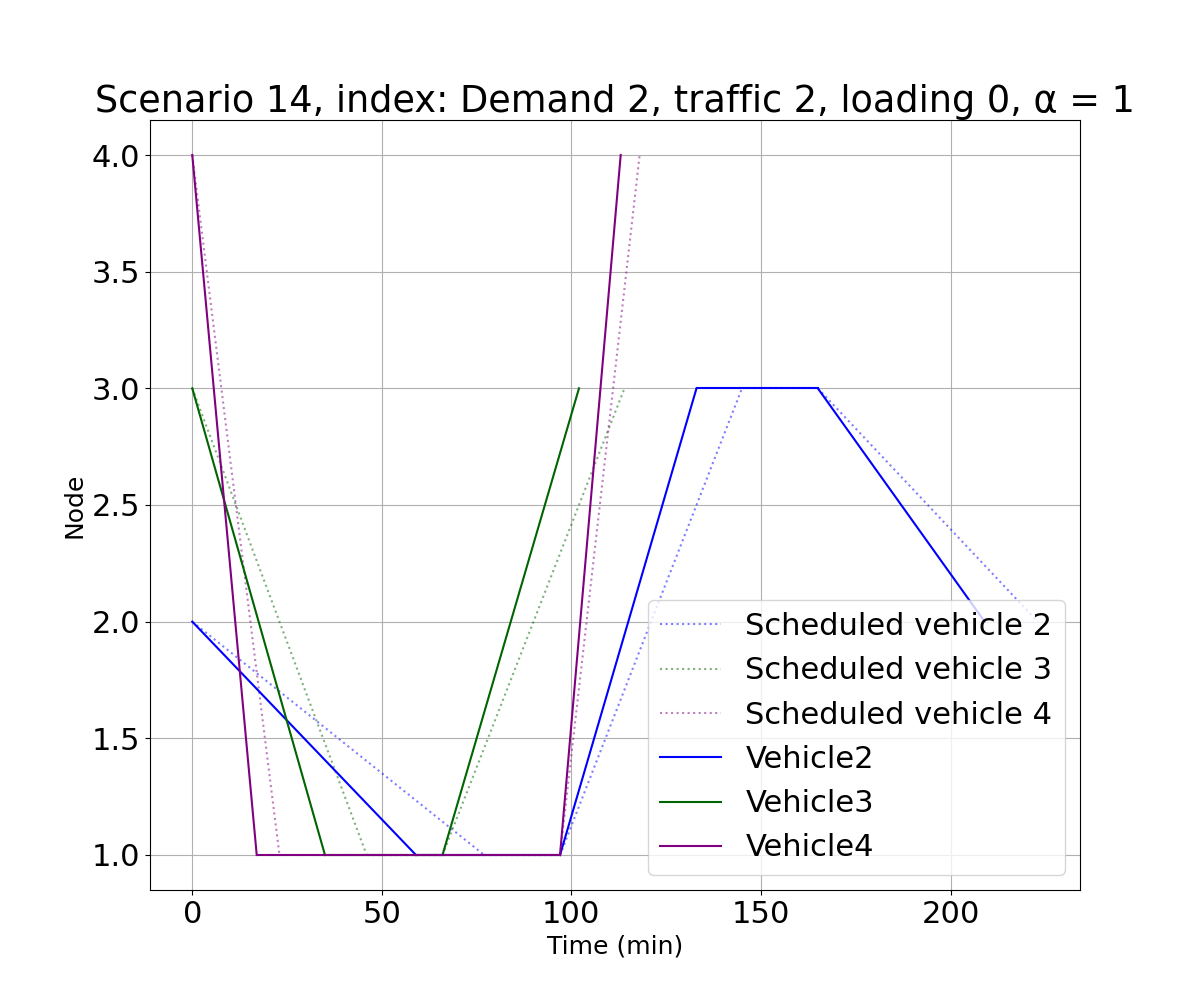 Scenario 14, index: Demand 2, traffic 2, loading 0, α = 1
4.0
3.5
3.0
2.5
2.0
1.5
1.0
Node
0 50 100 150 200
Time (min)
Scheduled vehicle 2
Scheduled vehicle 3
Scheduled vehicle 4
Vehicle2
Vehicle3
Vehicle4